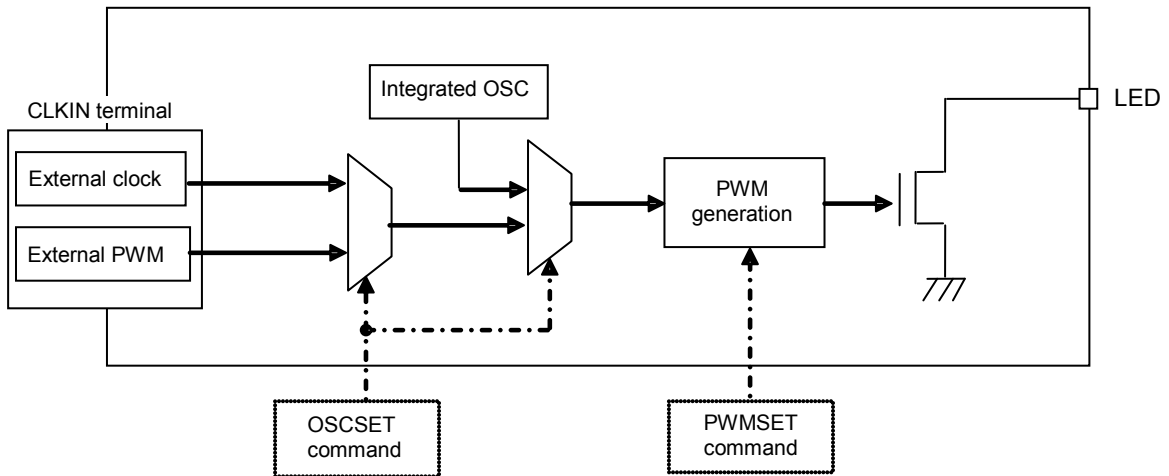 Integrated OSC
LED
CLKIN terminal
External clock
External PWM
PWM
generation
OSCSET
command
PWMSET
command